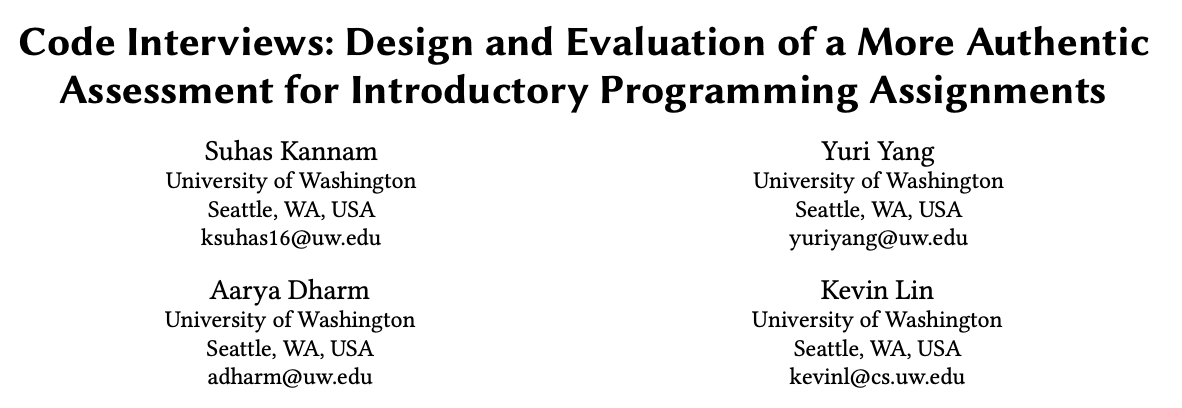 Code Interviews: Design and Evaluation of a More Authentic
Assessment for Introductory Programming Assignments
Suhas Kannam
University of Washington
Seattle, WA, USA
ksuhas16@uw.edu
Yuri Yang
University of Washington
Seattle, WA, USA
yuriyang@uw.edu
Aarya Dharm
University of Washington
Seattle, WA, USA
adharm@uw.edu
Kevin Lin
University of Washington
Seattle, WA, USA
kevinl@cs.uw.edu